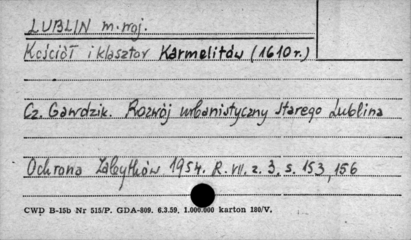 LUBLIN m. woj.
Kościół i klasztor Karmelitów (1610 r.)
Cz. Gawdzik. Rozwój urbanistyczny starego Lublina
Ochrona Zabytków 1954. R. VII. z. 3, s. 153, 156
CWD B-15b Nr 515/P. GDA-809. 6.3.59. 1.000.000 karton 180/V.